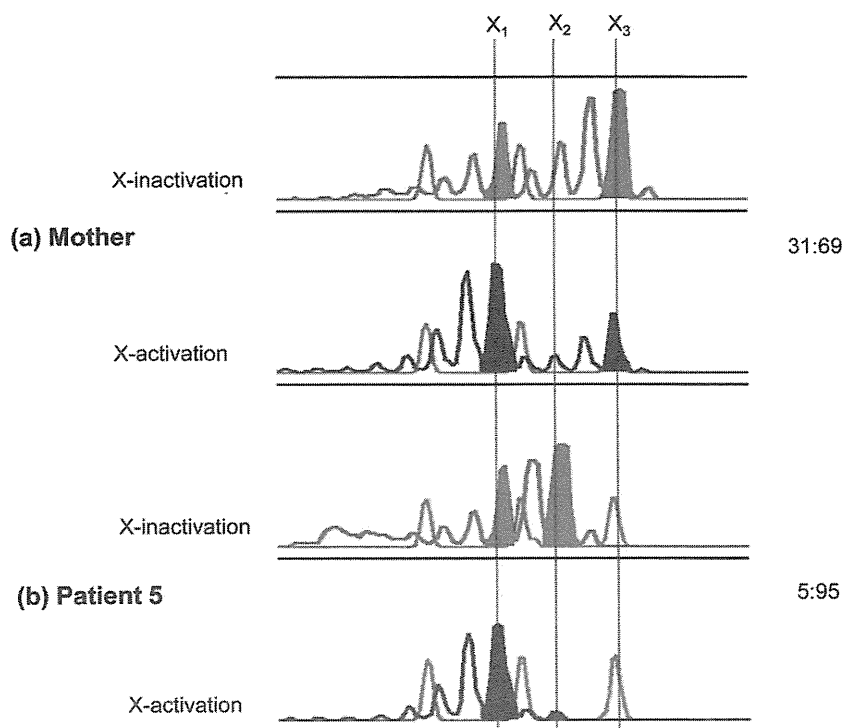 X₁ X₂ X₃
X-inactivation
(a) Mother
31:69
X-activation
X-inactivation
(b) Patient 5
5:95
X-activation